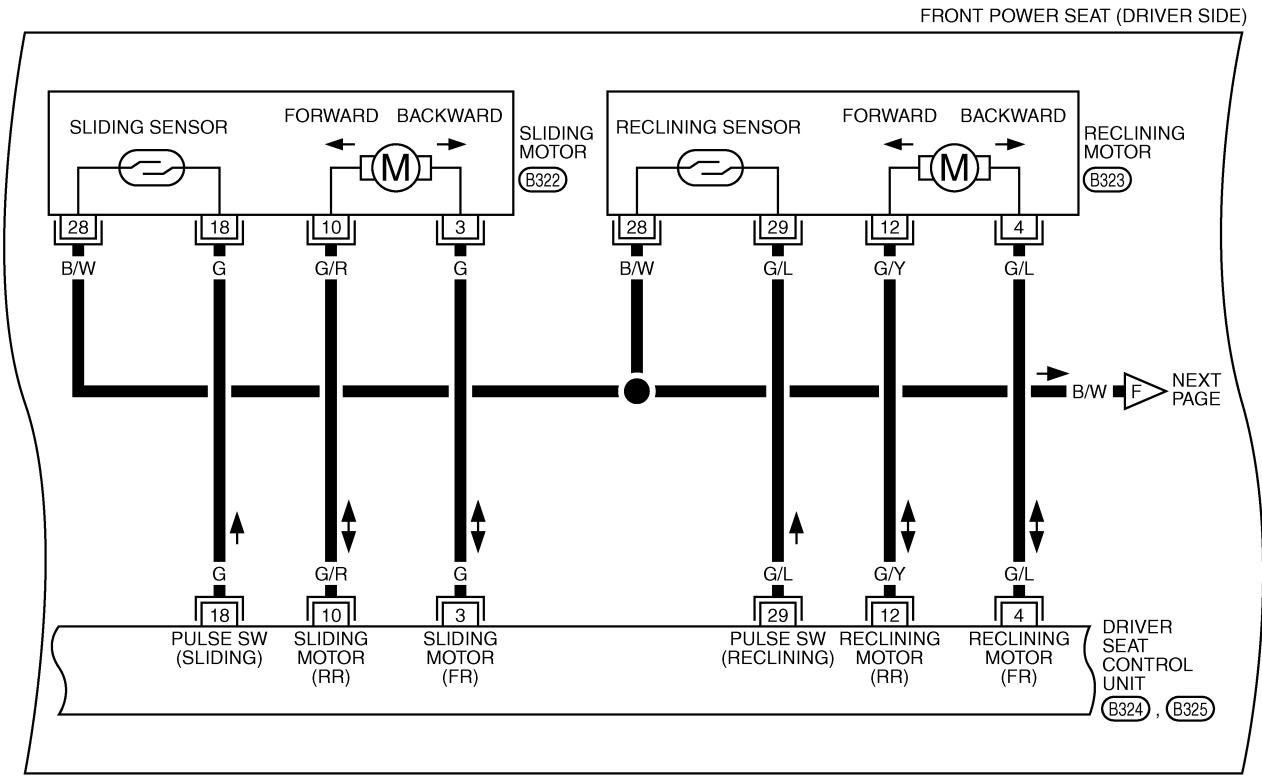 FRONT POWER SEAT (DRIVER SIDE)
SLIDING SENSOR
FORWARD
BACKWARD
M
SLIDING
MOTOR
B322
RECLINING SENSOR
FORWARD
BACKWARD
M
RECLINING
MOTOR
B323
28 18 10 3 28 29 12 4
B/W G G/R G B/W G/L G/Y G/L
B/W
F
NEXT
PAGE
G G/R G G/L G/Y G/L
18 10 3 29 12 4
PULSE SW
(SLIDING)
SLIDING
MOTOR
(RR)
SLIDING
MOTOR
(FR)
PULSE SW
(RECLINING)
RECLINING
MOTOR
(RR)
RECLINING
MOTOR
(FR)
DRIVER
SEAT
CONTROL
UNIT
B324 , B325